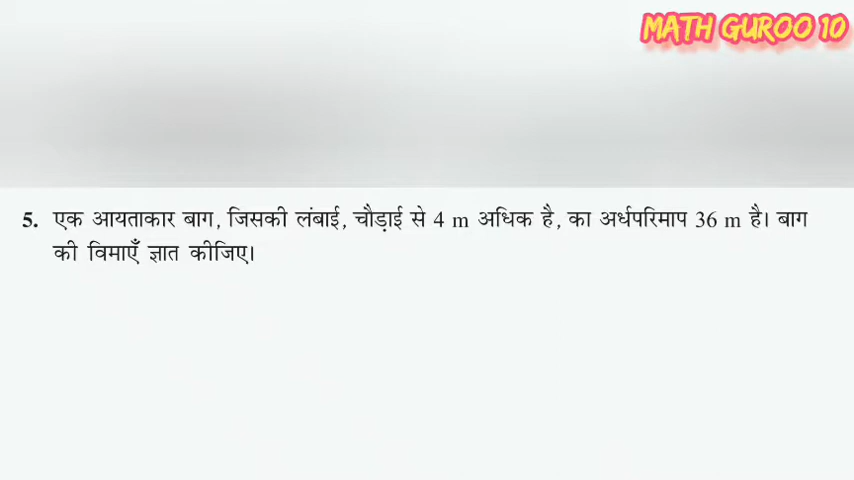 MATH GUROO 10
5. एक आयताकार बाग, जिसकी लंबाई, चौड़ाई से 4 m अधिक है, का अर्धपरिमाप 36 m है। बाग
की विमाएँ ज्ञात कीजिए।